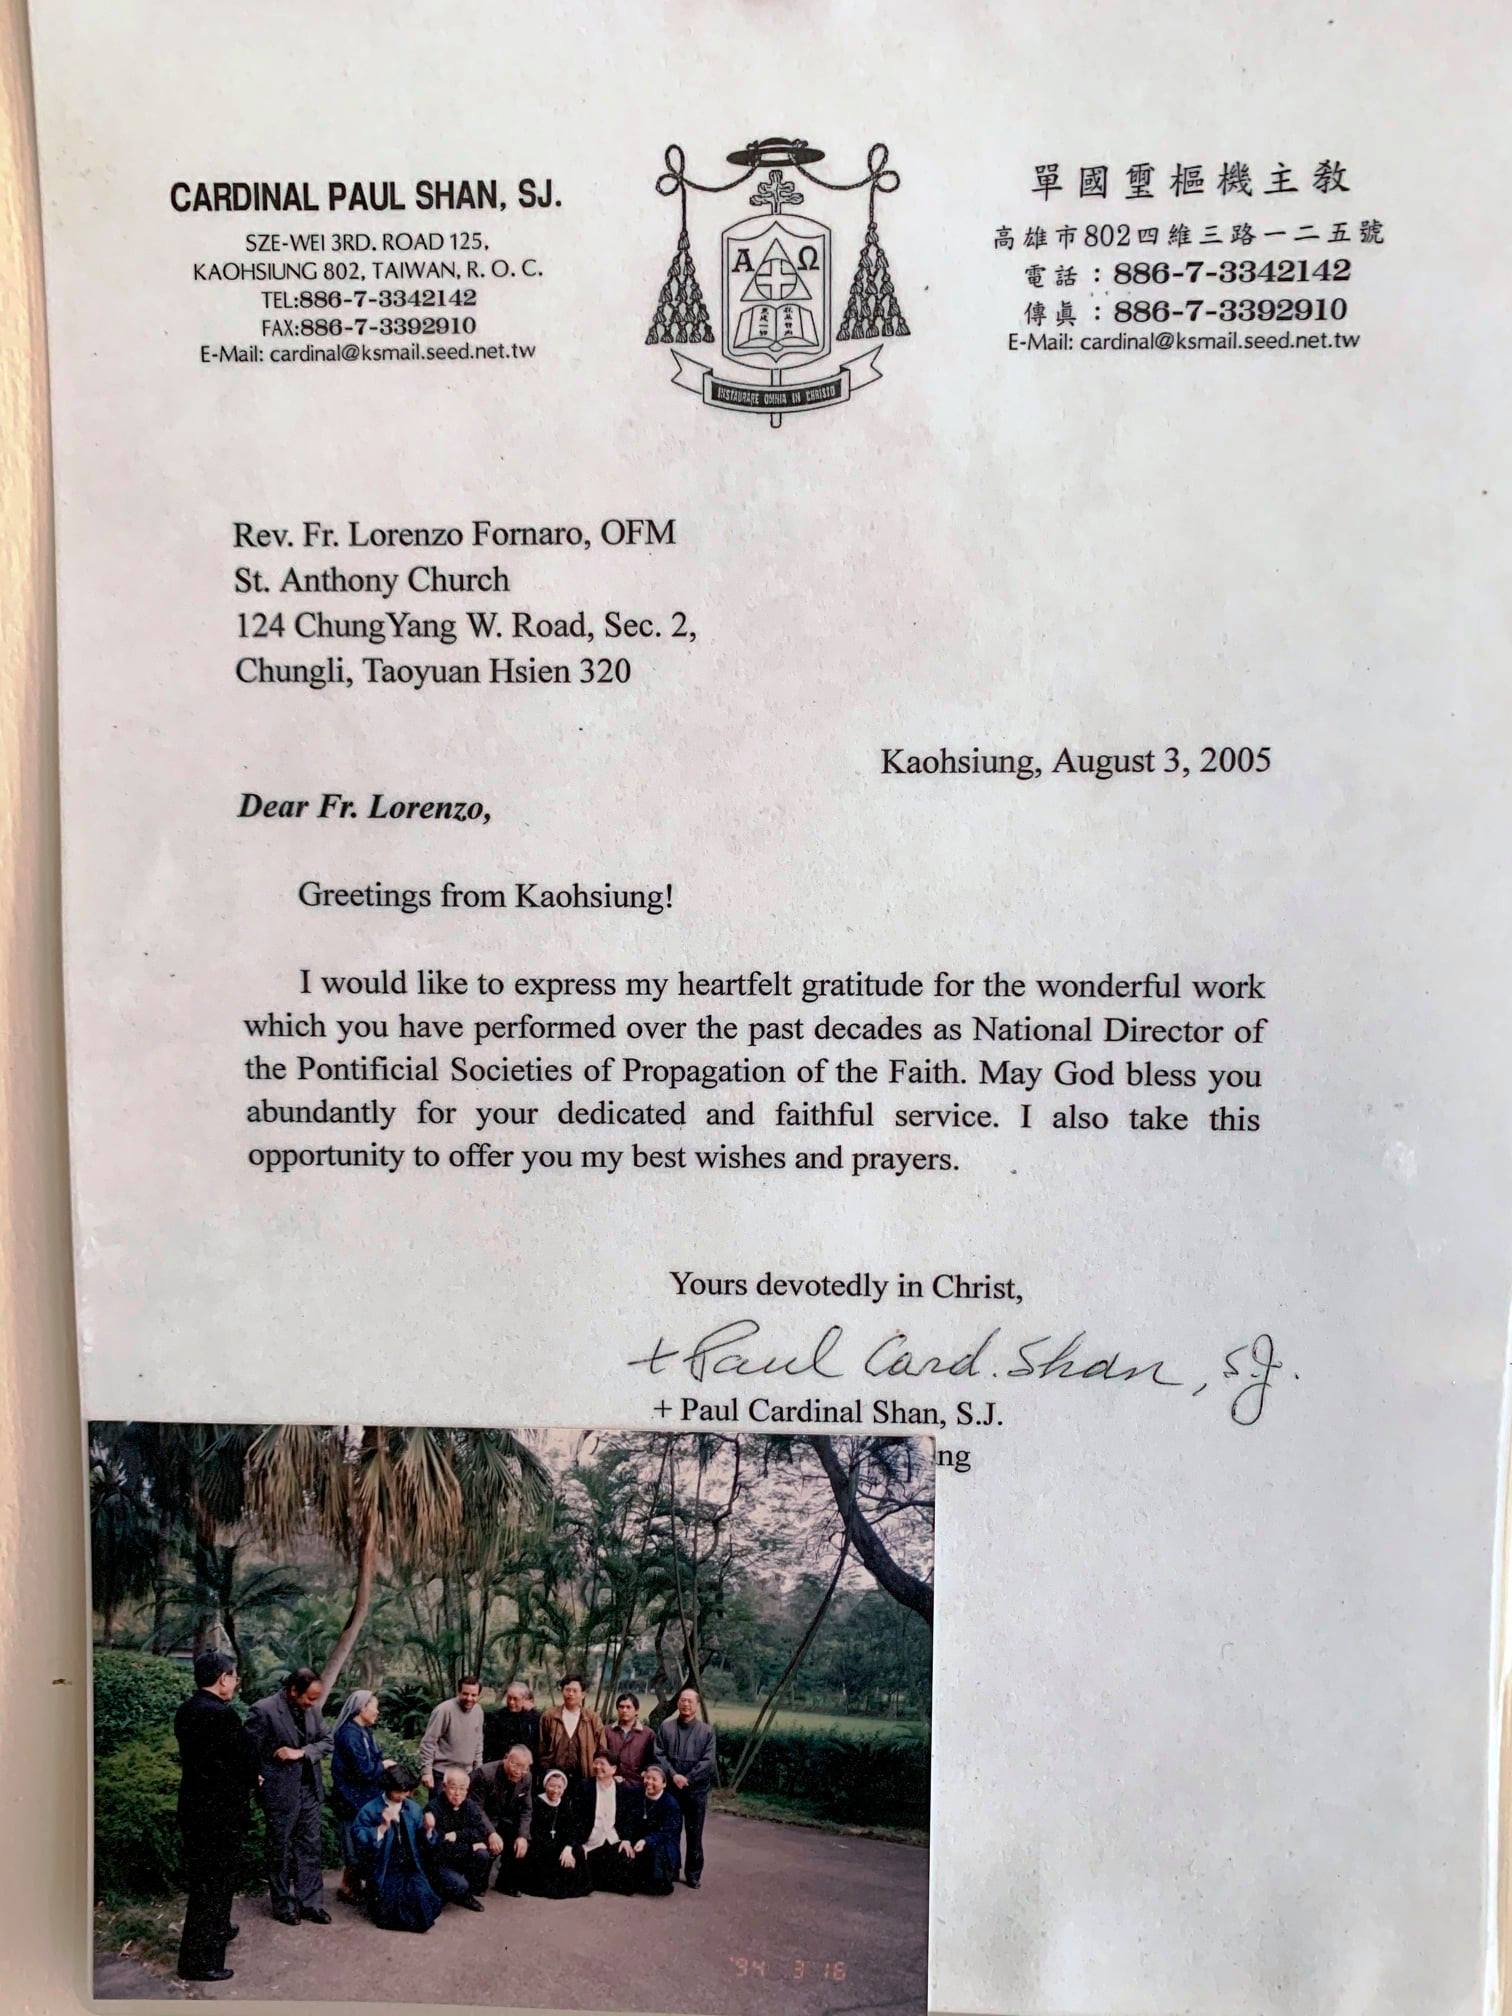 CARDINAL PAUL SHAN, SJ.
SZE-WEI 3RD. ROAD 125,
KAOHSIUNG 802, TAIWAN, R. O. C.
TEL:886-7-3342142
FAX:886-7-3392910
E-Mail: cardinal@ksmail.seed.net.tw
Α Ω
INSTAURARE OMNIA IN CHRISTO
單國璽樞機主教
高雄市802四維三路一二五號
電話：886-7-3342142
傳眞：886-7-3392910
E-Mail: cardinal@ksmail.seed.net.tw
Rev. Fr. Lorenzo Fornaro, OFM
St. Anthony Church
124 ChungYang W. Road, Sec. 2,
Chungli, Taoyuan Hsien 320
Kaohsiung, August 3, 2005
Dear Fr. Lorenzo,
Greetings from Kaohsiung!
I would like to express my heartfelt gratitude for the wonderful work
which you have performed over the past decades as National Director of
the Pontificial Societies of Propagation of the Faith. May God bless you
abundantly for your dedicated and faithful service. I also take this
opportunity to offer you my best wishes and prayers.
Yours devotedly in Christ,
+ Paul Card. Shan, S.J.
+ Paul Cardinal Shan, S.J.
ng
'94 3 16